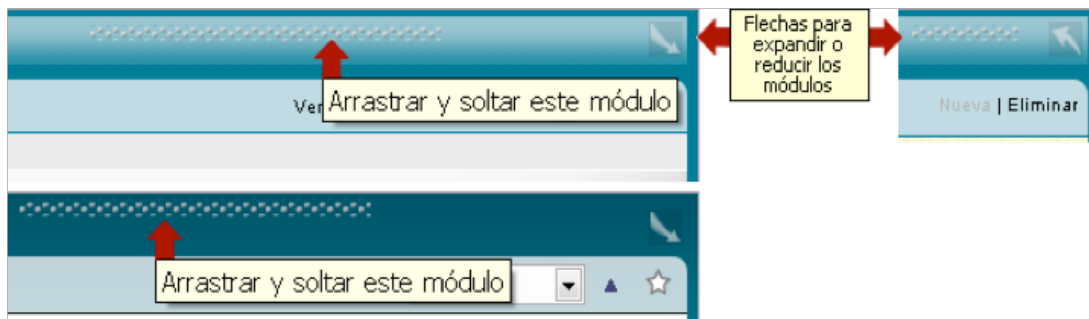 Flechas para
expandir o
reducir los
módulos
Arrastrar y soltar este módulo
Nueva | Eliminar
Arrastrar y soltar este módulo